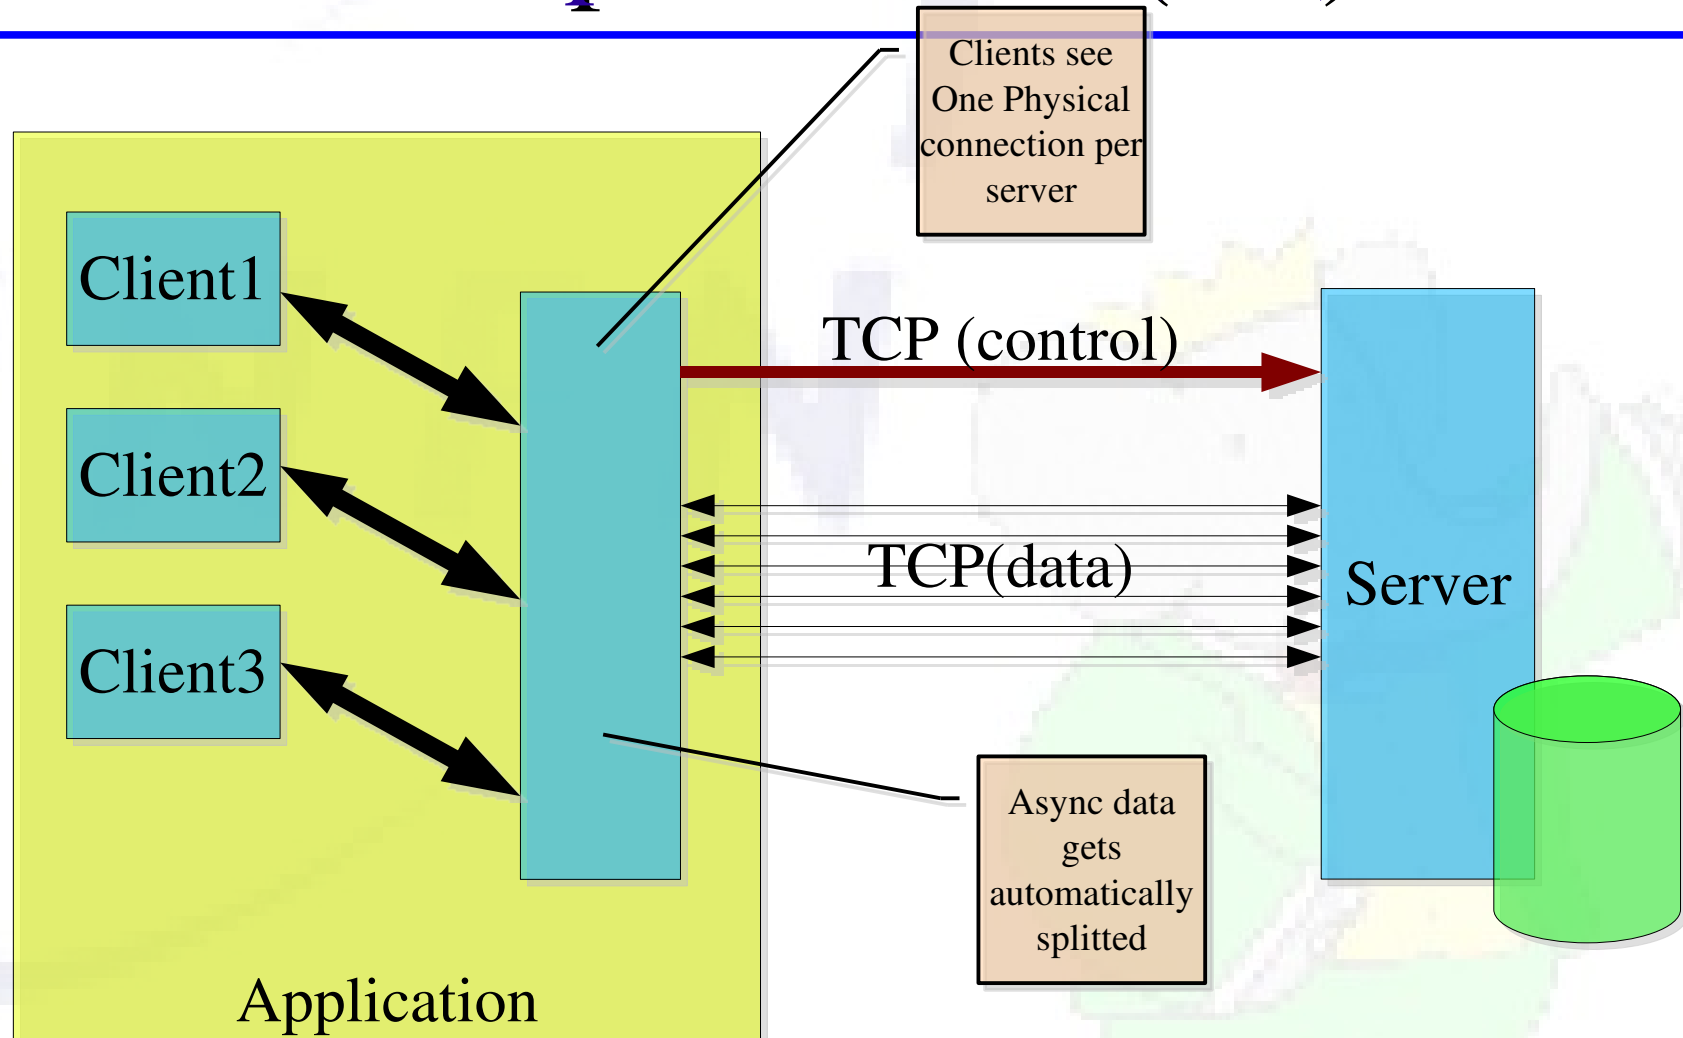 Clients see
One Physical
connection per
server
Client1
TCP (control)
Client2
TCP(data)
Server
Client3
Async data
gets
automatically
splitted
Application